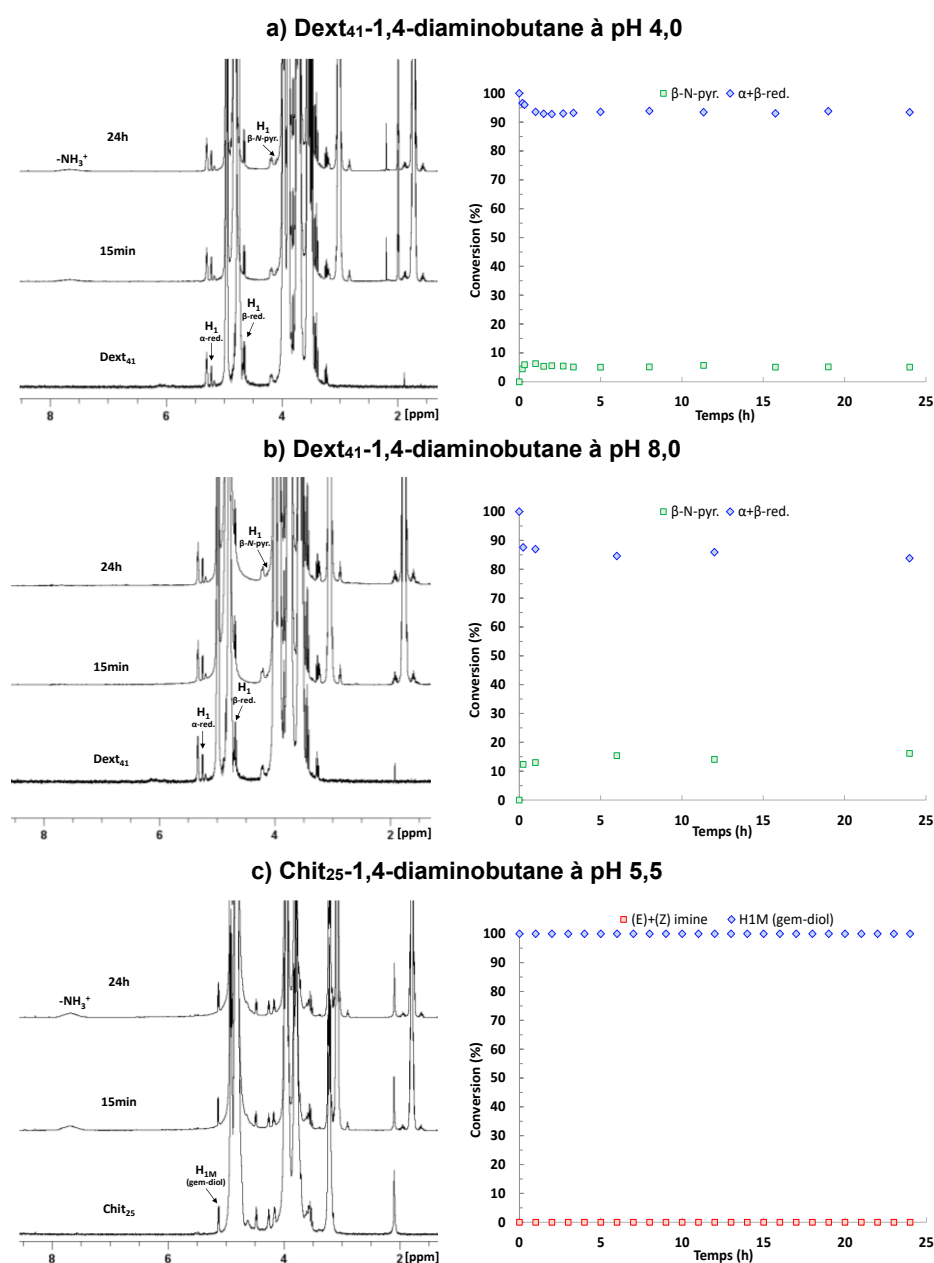 a) Dext41-1,4-diaminobutane à pH 4,0
24h
-NH3+
H1
β-N-pyr.
15min
H1
β-red.
H1
α-red.
Dext41
8 6 4 2 [ppm]
β-N-pyr. α+β-red.
100
90
80
70
60
50
40
30
20
10
0
Conversion (%)
0 5 10 15 20 25
Temps (h)
b) Dext41-1,4-diaminobutane à pH 8,0
24h
H1
β-N-pyr.
15min
H1
β-red.
H1
α-red.
Dext41
8 6 4 2 [ppm]
β-N-pyr. α+β-red.
100
90
80
70
60
50
40
30
20
10
0
Conversion (%)
0 5 10 15 20 25
Temps (h)
c) Chit25-1,4-diaminobutane à pH 5,5
24h
-NH3+
15min
H1M
(gem-diol)
Chit25
8 6 4 2 [ppm]
(E)+(Z) imine H1M (gem-diol)
100
90
80
70
60
50
40
30
20
10
0
Conversion (%)
0 5 10 15 20 25
Temps (h)